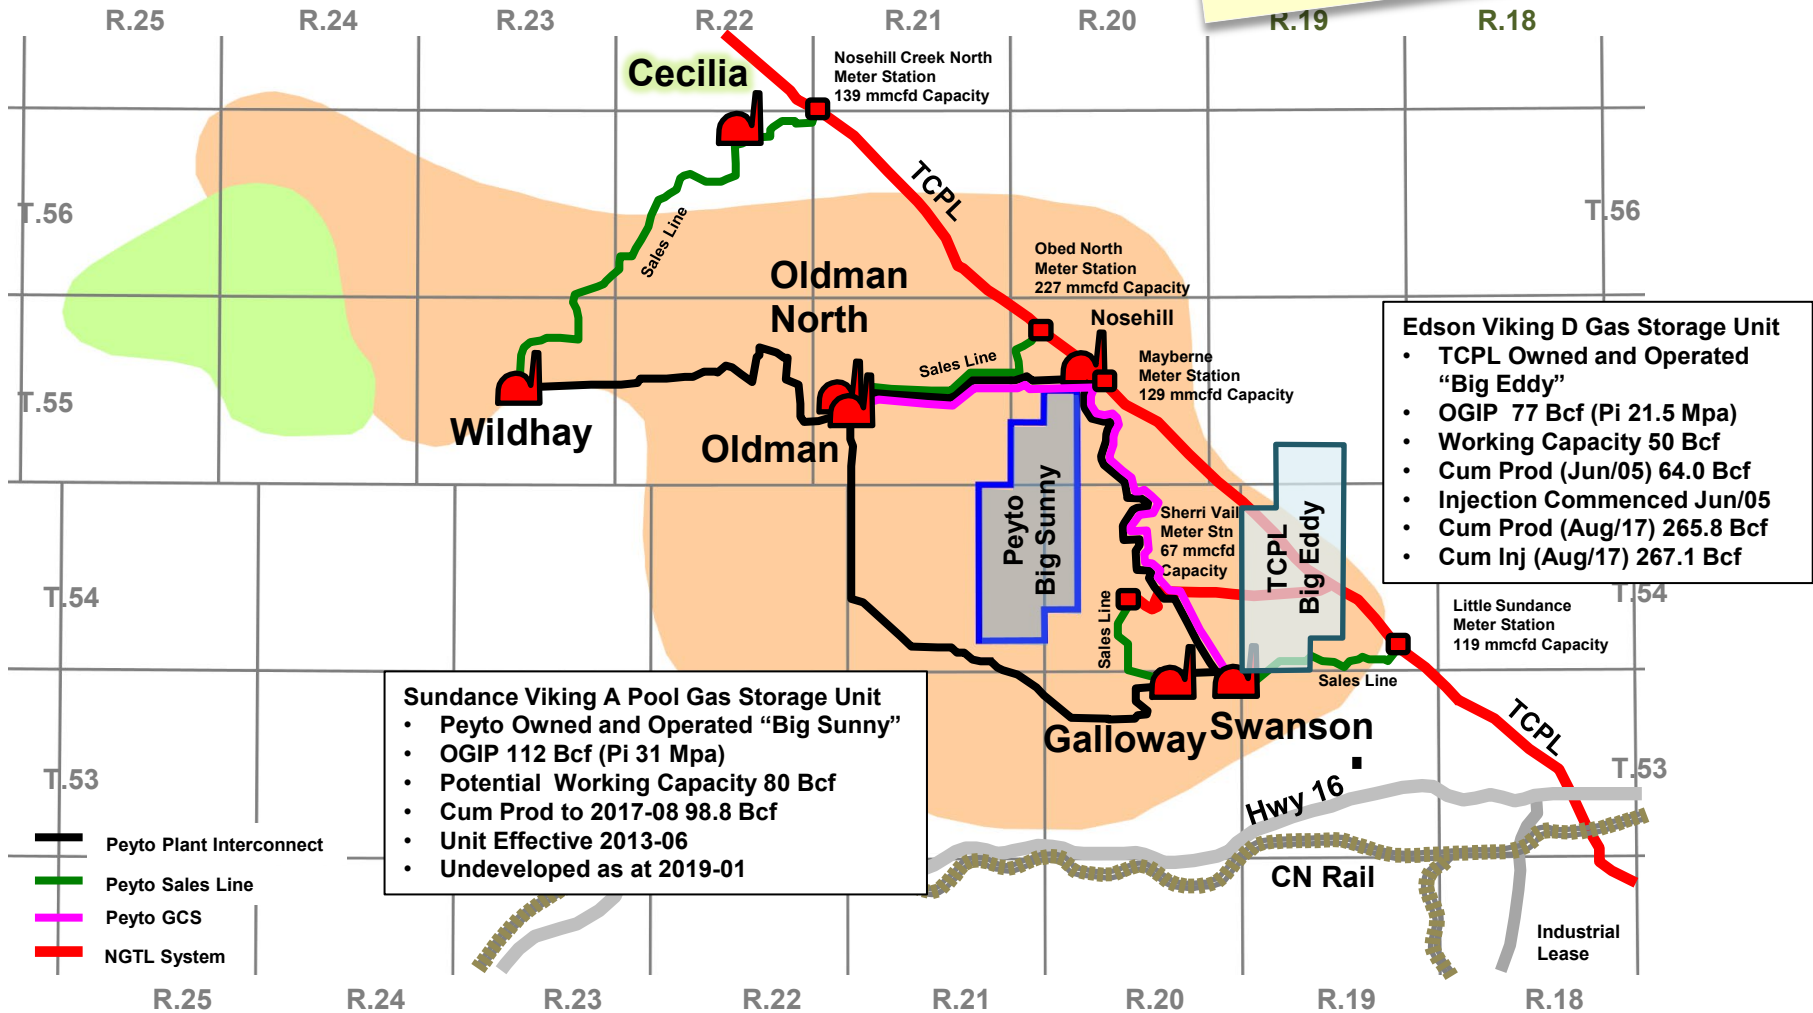 R.25 R.24 R.23 R.22 R.21 R.20 R.19 R.18
Cecilia
Nosehill Creek North
Meter Station
139 mmcfd Capacity
TCPL
T.56 T.56
Sales Line
Obed North
Meter Station
227 mmcfd Capacity
Oldman
North
Nosehill
Sales Line
Mayberne
Meter Station
129 mmcfd Capacity
T.55
Wildhay
Oldman
Edson Viking D Gas Storage Unit
• TCPL Owned and Operated
“Big Eddy”
• OGIP 77 Bcf (Pi 21.5 Mpa)
• Working Capacity 50 Bcf
• Cum Prod (Jun/05) 64.0 Bcf
• Injection Commenced Jun/05
• Cum Prod (Aug/17) 265.8 Bcf
• Cum Inj (Aug/17) 267.1 Bcf
Peyto
Big Sunny
Sherri Vail
Meter Stn
67 mmcfd
Capacity
TCPL
Big Eddy
T.54 T.54
Sales Line
Little Sundance
Meter Station
119 mmcfd Capacity
Sales Line
Galloway
Swanson
TCPL
Sundance Viking A Pool Gas Storage Unit
• Peyto Owned and Operated “Big Sunny”
• OGIP 112 Bcf (Pi 31 Mpa)
• Potential Working Capacity 80 Bcf
• Cum Prod to 2017-08 98.8 Bcf
• Unit Effective 2013-06
• Undeveloped as at 2019-01
T.53 T.53
Hwy 16
CN Rail
Peyto Plant Interconnect
Peyto Sales Line
Peyto GCS
NGTL System
Industrial
Lease
R.25 R.24 R.23 R.22 R.21 R.20 R.19 R.18